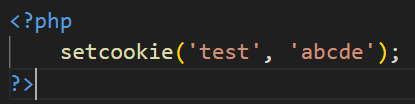 <?php
    setcookie('test', 'abcde');
?>